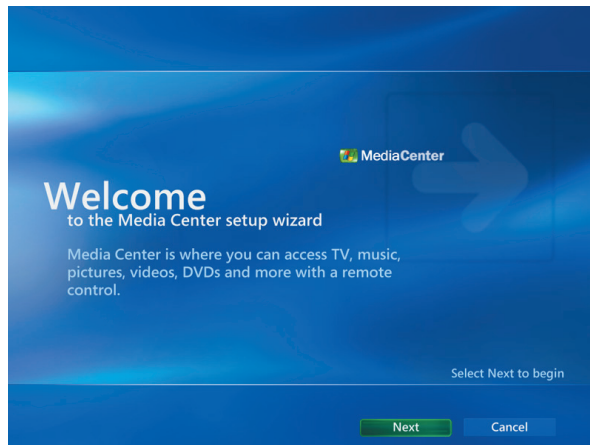 MediaCenter
Welcome
to the Media Center setup wizard
Media Center is where you can access TV, music,
pictures, videos, DVDs and more with a remote
control.
Select Next to begin
Next
Cancel